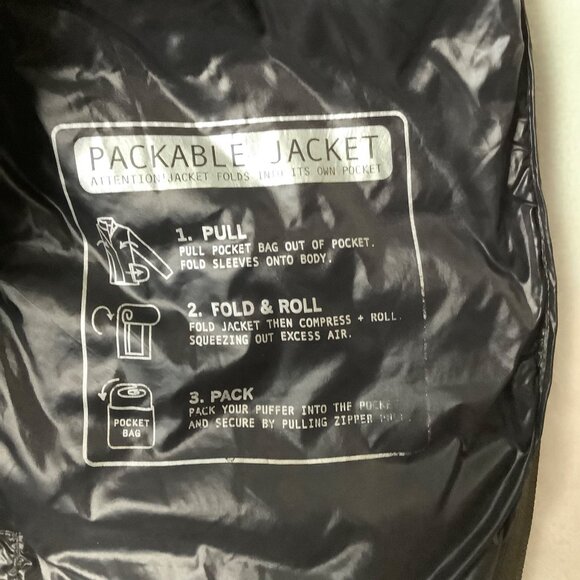 PACKABLE JACKET
ATTENTION JACKET FOLDS INTO ITS OWN POCKET
1. PULL
PULL POCKET BAG OUT OF POCKET.
FOLD SLEEVES ONTO BODY.
2. FOLD & ROLL
FOLD JACKET THEN COMPRESS + ROLL.
SQUEEZING OUT EXCESS AIR.
3. PACK
PACK YOUR PUFFER INTO THE POCKE
AND SECURE BY PULLING ZIPPER
POCKET
BAG